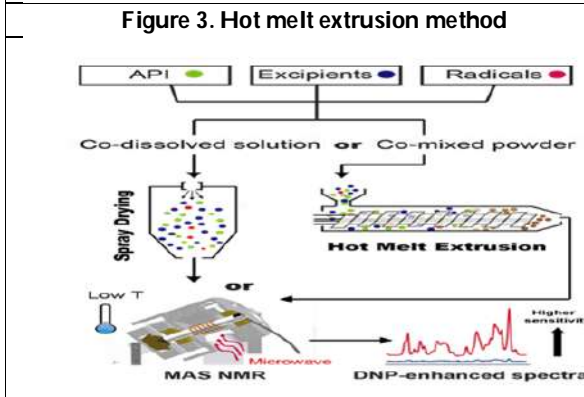 Figure 3. Hot melt extrusion method
API Excipients Radicals
Co-dissolved solution or Co-mixed powder
Spray Drying
Hot Melt Extrusion
or
Low T
Higher
sensitivity
Microwave
MAS NMR
DNP-enhanced spectra